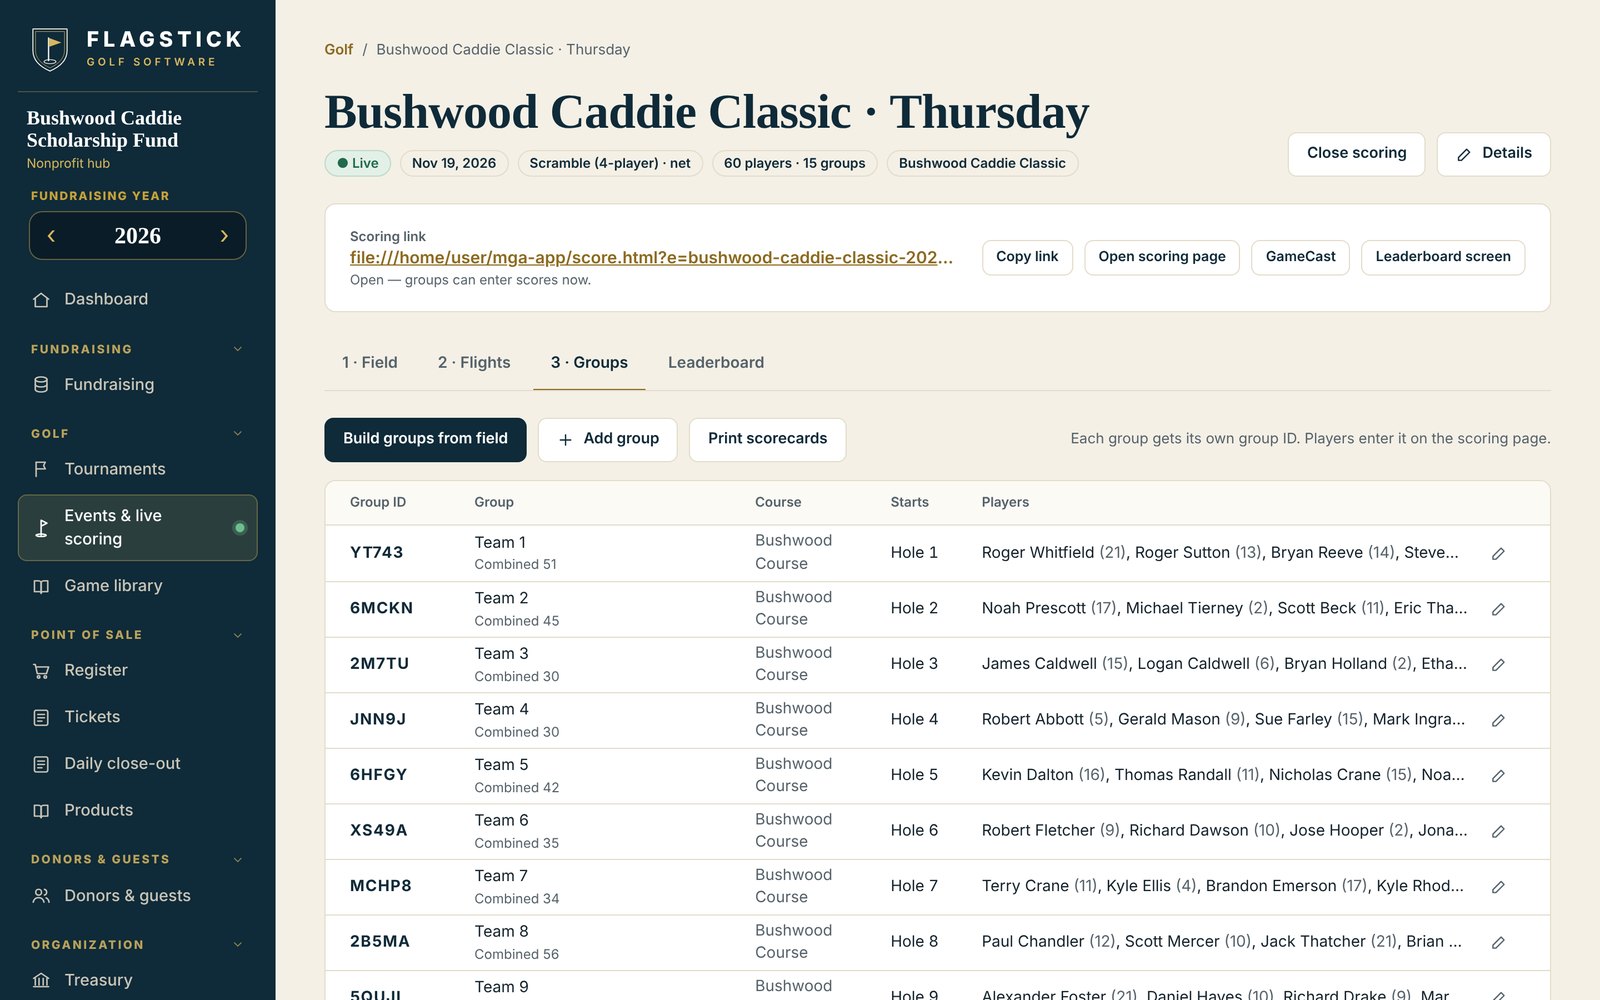 FLAGSTICK
GOLF SOFTWARE
Bushwood Caddie
Scholarship Fund
Nonprofit hub
FUNDRAISING YEAR
2026
Dashboard
FUNDRAISING
Fundraising
GOLF
Tournaments
Events & live
scoring
Game library
POINT OF SALE
Register
Tickets
Daily close-out
Products
DONORS & GUESTS
Donors & guests
ORGANIZATION
Treasury
Golf / Bushwood Caddie Classic · Thursday
Bushwood Caddie Classic · Thursday
Live
Nov 19, 2026
Scramble (4-player) · net
60 players · 15 groups
Bushwood Caddie Classic
Close scoring
Details
Scoring link
file:///home/user/mga-app/score.html?e=bushwood-caddie-classic-202...
Open — groups can enter scores now.
Copy link
Open scoring page
GameCast
Leaderboard screen
1 · Field
2 · Flights
3 · Groups
Leaderboard
Build groups from field
Add group
Print scorecards
Each group gets its own group ID. Players enter it on the scoring page.
Group ID Group Course Starts Players
YT743 Team 1 Combined 51 Bushwood Course Hole 1 Roger Whitfield (21), Roger Sutton (13), Bryan Reeve (14), Steve...
6MCKN Team 2 Combined 45 Bushwood Course Hole 2 Noah Prescott (17), Michael Tierney (2), Scott Beck (11), Eric Tha...
2M7TU Team 3 Combined 30 Bushwood Course Hole 3 James Caldwell (15), Logan Caldwell (6), Bryan Holland (2), Etha...
JNN9J Team 4 Combined 30 Bushwood Course Hole 4 Robert Abbott (5), Gerald Mason (9), Sue Farley (15), Mark Ingra...
6HFGY Team 5 Combined 42 Bushwood Course Hole 5 Kevin Dalton (16), Thomas Randall (11), Nicholas Crane (15), Noa...
XS49A Team 6 Combined 35 Bushwood Course Hole 6 Robert Fletcher (9), Richard Dawson (10), Jose Hooper (2), Jona...
MCHP8 Team 7 Combined 34 Bushwood Course Hole 7 Terry Crane (11), Kyle Ellis (4), Brandon Emerson (17), Kyle Rhod...
2B5MA Team 8 Combined 56 Bushwood Course Hole 8 Paul Chandler (12), Scott Mercer (10), Jack Thatcher (21), Brian ...
Team 9 Bushwood Hole 9 Alexander Foster (21), Daniel Hayes (10), Richard Drake (9), Mar...